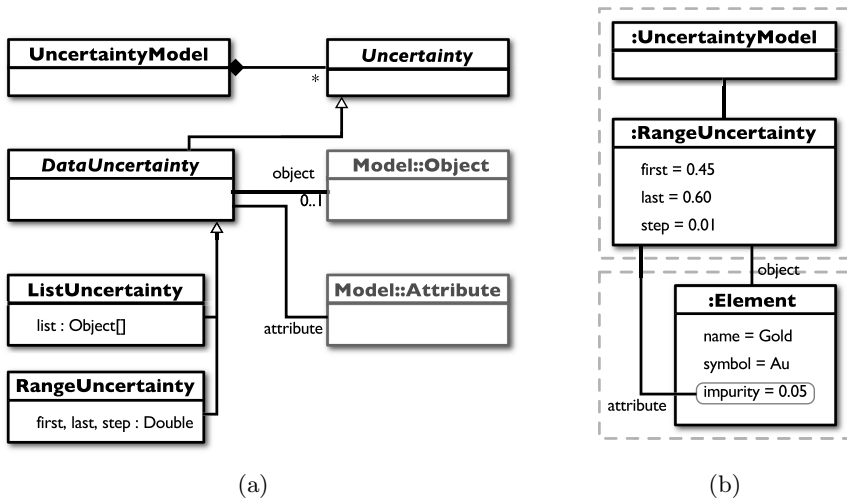 UncertaintyModel
Uncertainty
*
DataUncertainty
object
0..1
Model::Object
ListUncertainty
list : Object[]
Model::Attribute
attribute
RangeUncertainty
first, last, step : Double
(a)
:UncertaintyModel
:RangeUncertainty
first = 0.45
last = 0.60
step = 0.01
object
:Element
name = Gold
symbol = Au
impurity = 0.05
attribute
(b)